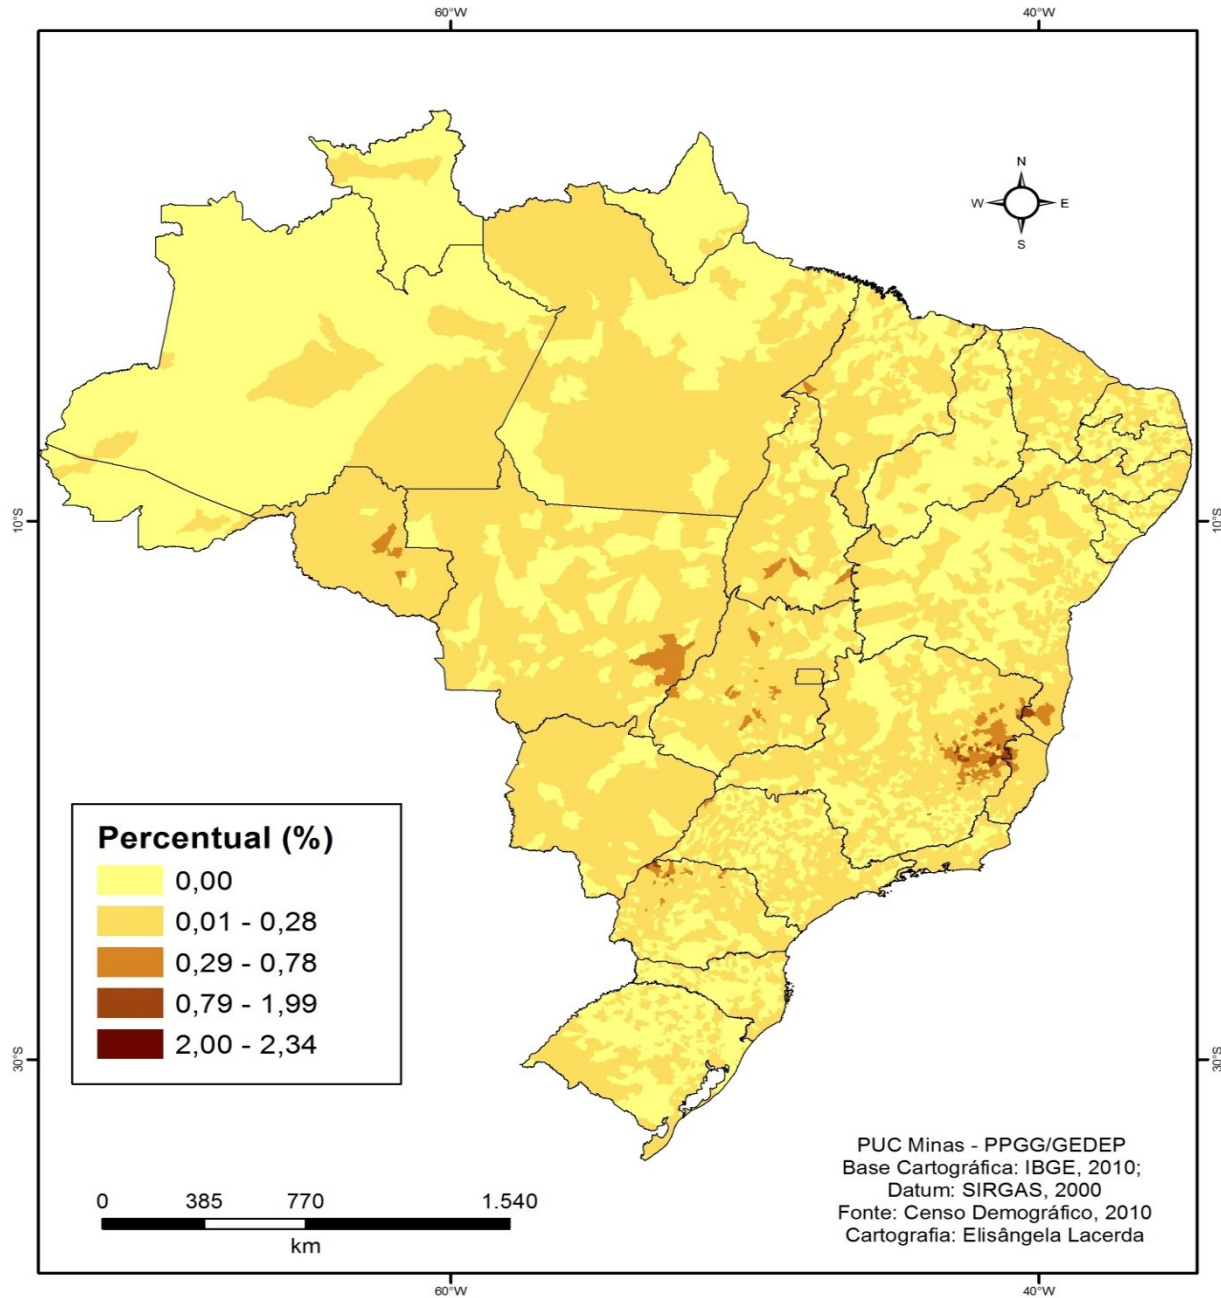 60°W 40°W
N
W E
S
10°S 10°S
Percentual (%)
0,00
0,01 - 0,28
0,29 - 0,78
0,79 - 1,99
2,00 - 2,34
30°S 30°S
PUC Minas - PPGG/GEDEP
Base Cartográfica: IBGE, 2010;
Datum: SIRGAS, 2000
Fonte: Censo Demográfico, 2010
Cartografia: Elisângela Lacerda
0 385 770 1.540
km
60°W 40°W